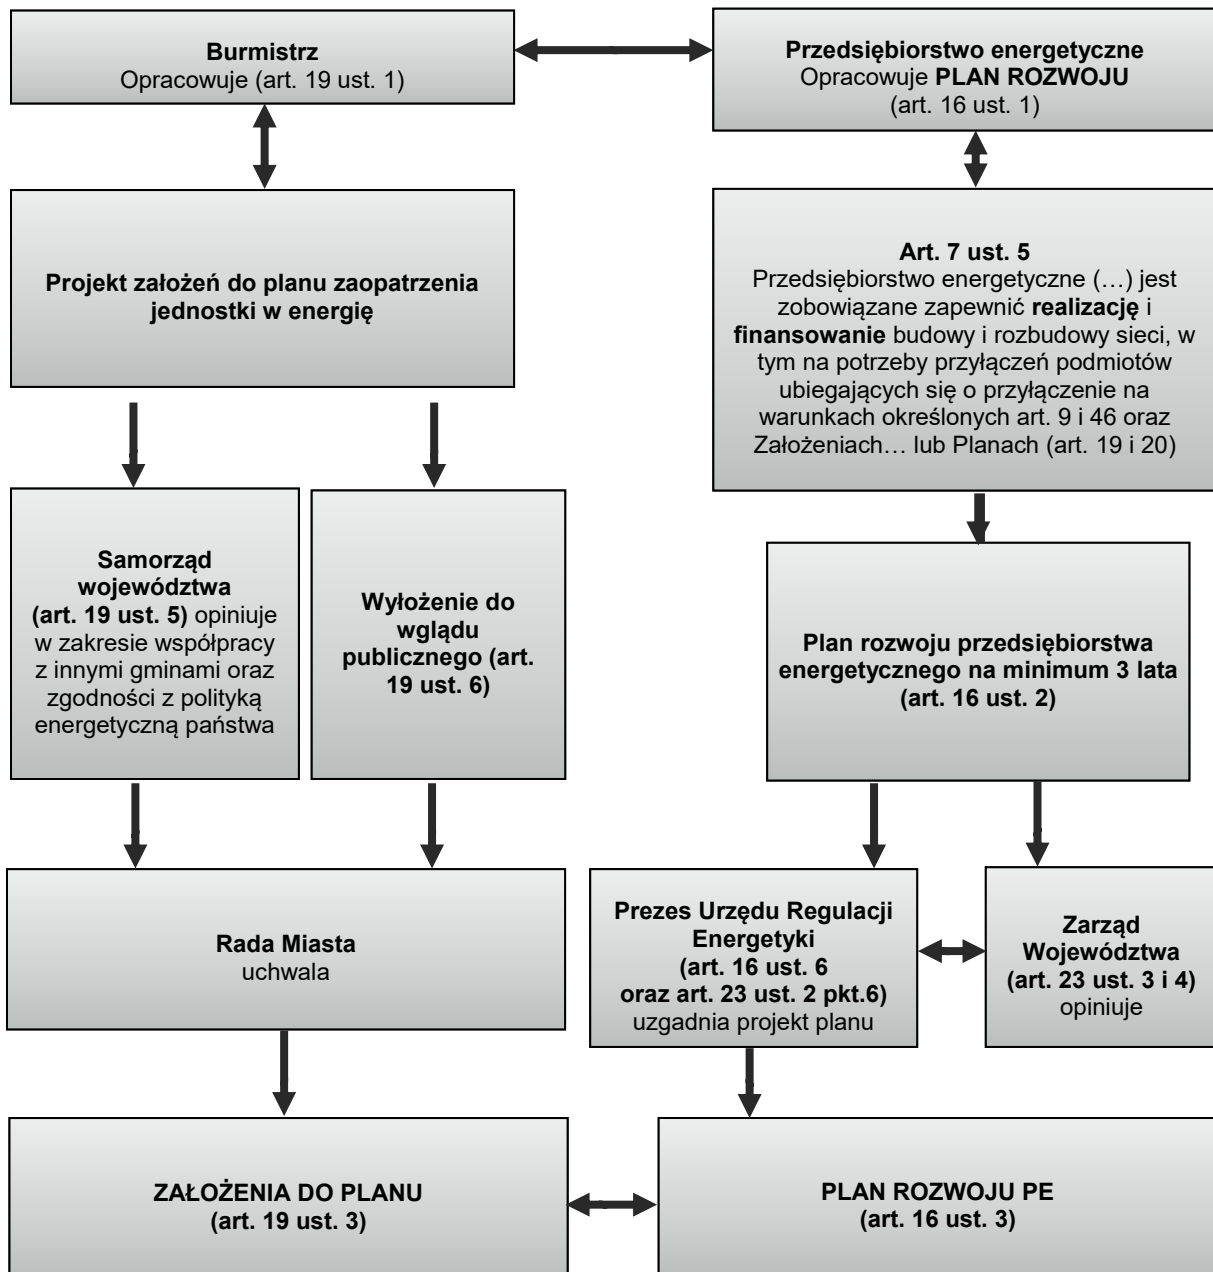 Burmistrz
Opracowuje (art. 19 ust. 1)
Przedsiębiorstwo energetyczne
Opracowuje PLAN ROZWOJU
(art. 16 ust. 1)
Projekt założeń do planu zaopatrzenia
jednostki w energię
Art. 7 ust. 5
Przedsiębiorstwo energetyczne (…) jest
zobowiązane zapewnić realizację i
finansowanie budowy i rozbudowy sieci, w
tym na potrzeby przyłączeń podmiotów
ubiegających się o przyłączenie na
warunkach określonych art. 9 i 46 oraz
Założeniach… lub Planach (art. 19 i 20)
Samorząd
województwa
(art. 19 ust. 5) opiniuje
w zakresie współpracy
z innymi gminami oraz
zgodności z polityką
energetyczną państwa
Wyłożenie do
wglądu
publicznego (art.
19 ust. 6)
Plan rozwoju przedsiębiorstwa
energetycznego na minimum 3 lata
(art. 16 ust. 2)
Rada Miasta
uchwala
Prezes Urzędu Regulacji
Energetyki
(art. 16 ust. 6
oraz art. 23 ust. 2 pkt.6)
uzgadnia projekt planu
Zarząd
Województwa
(art. 23 ust. 3 i 4)
opiniuje
ZAŁOŻENIA DO PLANU
(art. 19 ust. 3)
PLAN ROZWOJU PE
(art. 16 ust. 3)